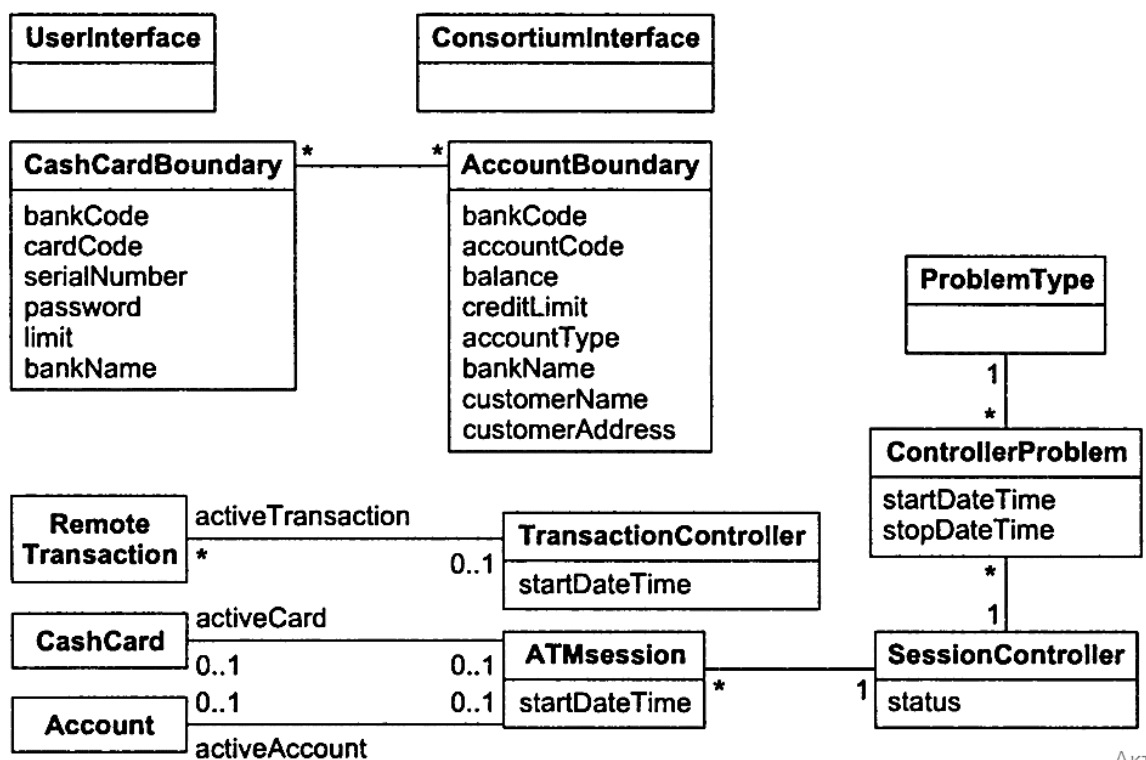 UserInterface
ConsortiumInterface
CashCardBoundary
*
*
AccountBoundary
bankCode
cardCode
serialNumber
password
limit
bankName
bankCode
accountCode
balance
creditLimit
accountType
bankName
customerName
customerAddress
ProblemType
1
*
ControllerProblem
startDateTime
stopDateTime
*
1
Remote
Transaction
activeTransaction
*
0..1
TransactionController
startDateTime
CashCard
activeCard
0..1
0..1
ATMsession
startDateTime
*
1
SessionController
status
Account
0..1
0..1
activeAccount